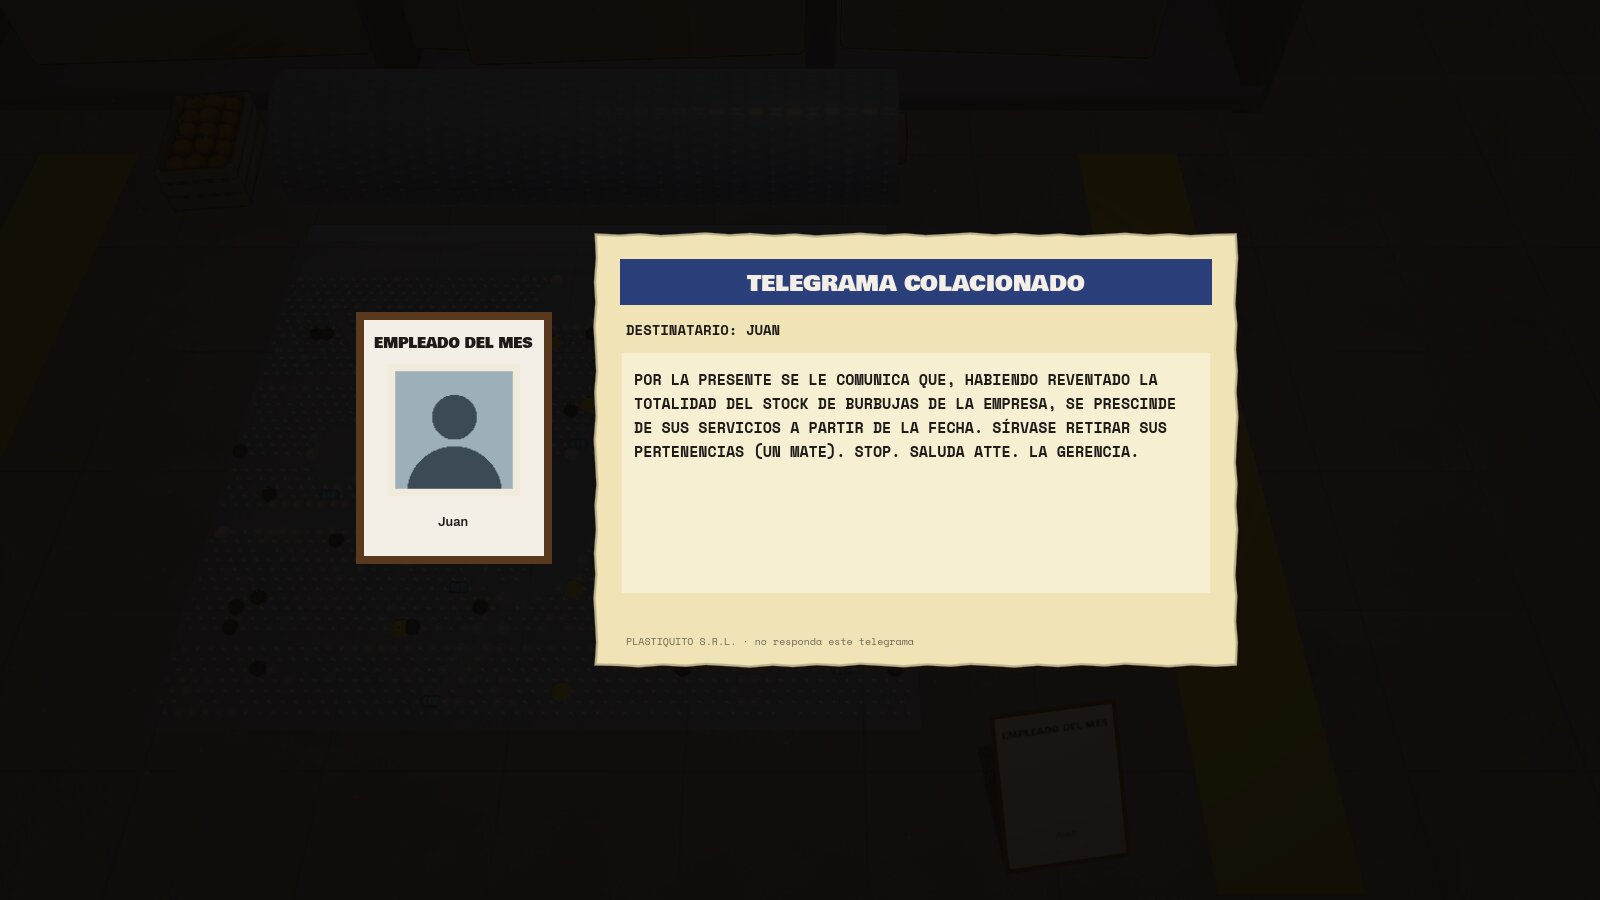 TELEGRAMA COLACIONADO
DESTINATARIO: JUAN
EMPLEADO DEL MES
Juan
POR LA PRESENTE SE LE COMUNICA QUE, HABIENDO REVENTADO LA
TOTALIDAD DEL STOCK DE BURBUJAS DE LA EMPRESA, SE PRESCINDE
DE SUS SERVICIOS A PARTIR DE LA FECHA. SÍRVASE RETIRAR SUS
PERTENENCIAS (UN MATE). STOP. SALUDA ATTE. LA GERENCIA.
PLASTIQUITO S.R.L. · no responda este telegrama
EMPLEADO DEL MES